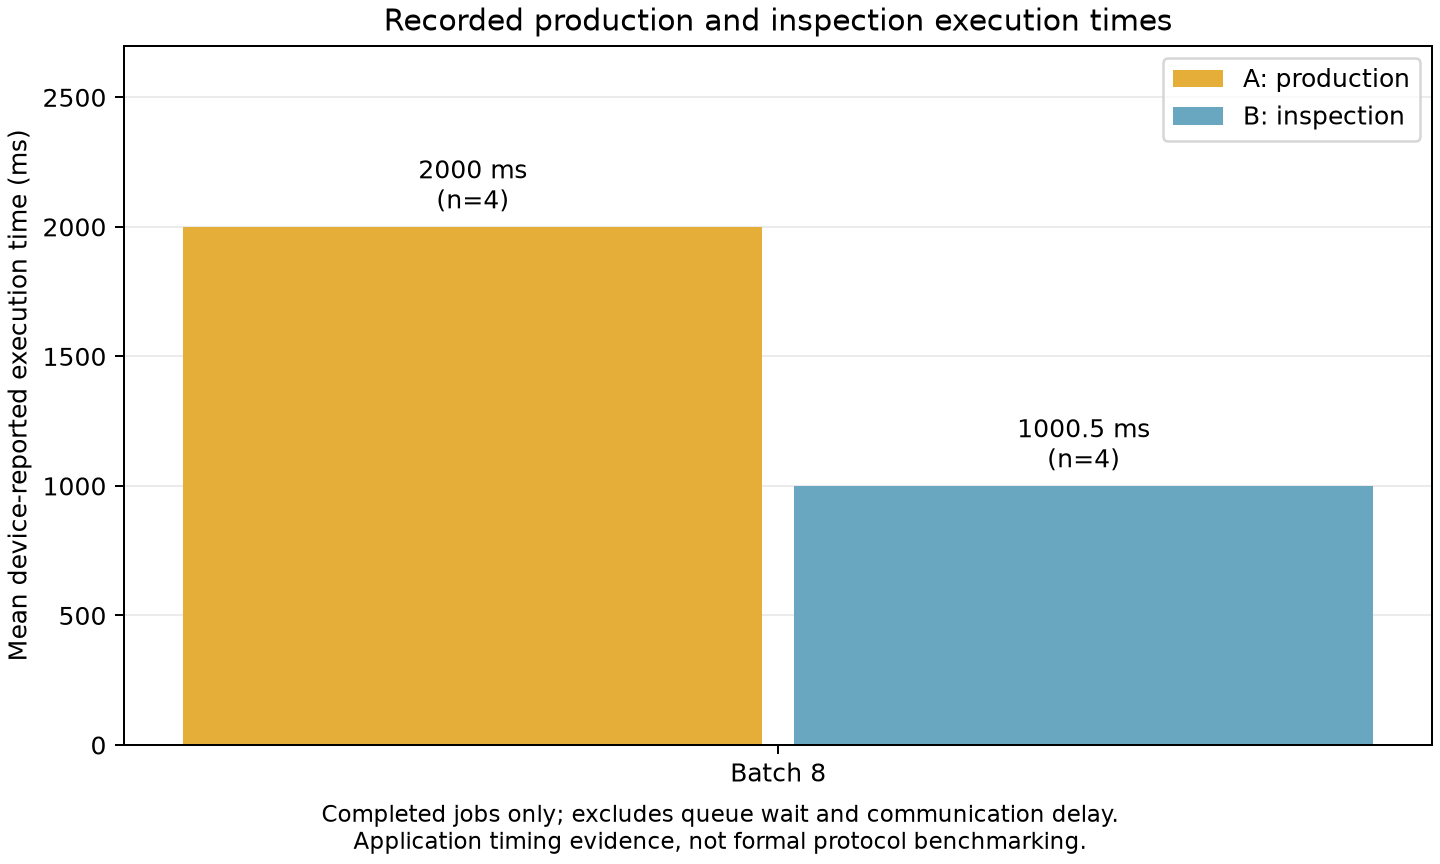 Recorded production and inspection execution times
Mean device-reported execution time (ms)
2500
2000
1500
1000
500
0
A: production
B: inspection
2000 ms
(n=4)
1000.5 ms
(n=4)
Batch 8
Completed jobs only; excludes queue wait and communication delay.
Application timing evidence, not formal protocol benchmarking.